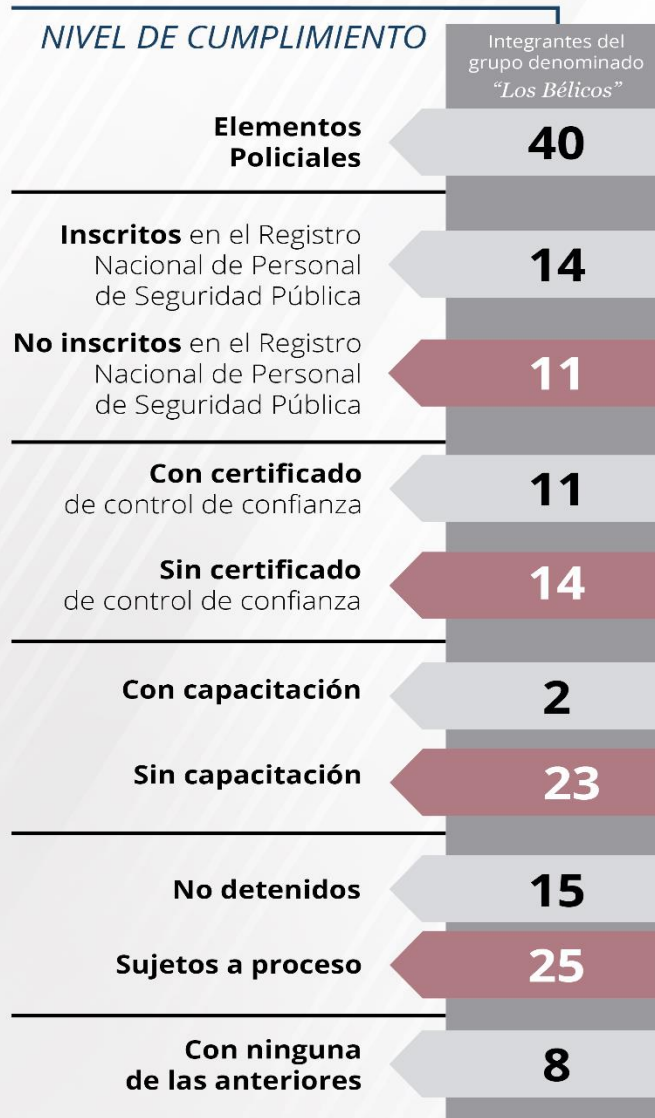 NIVEL DE CUMPLIMIENTO
Integrantes del
grupo denominado
“Los Bélicos”
Elementos
Policiales
40
Inscritos en el Registro
Nacional de Personal
de Seguridad Pública
14
No inscritos en el Registro
Nacional de Personal
de Seguridad Pública
11
Con certificado
de control de confianza
11
Sin certificado
de control de confianza
14
Con capacitación
2
Sin capacitación
23
No detenidos
15
Sujetos a proceso
25
Con ninguna
de las anteriores
8